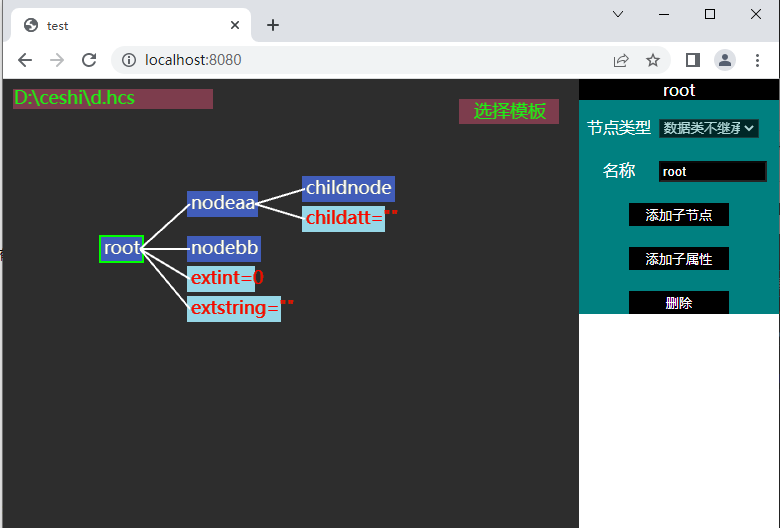 test
localhost:8080
D:\ceshi\d.hcs
选择模板
root
nodeaa
childnode
childatt=""
nodebb
extint=0
extstring=""
root
节点类型
数据类不继承
名称
root
添加子节点
添加子属性
删除